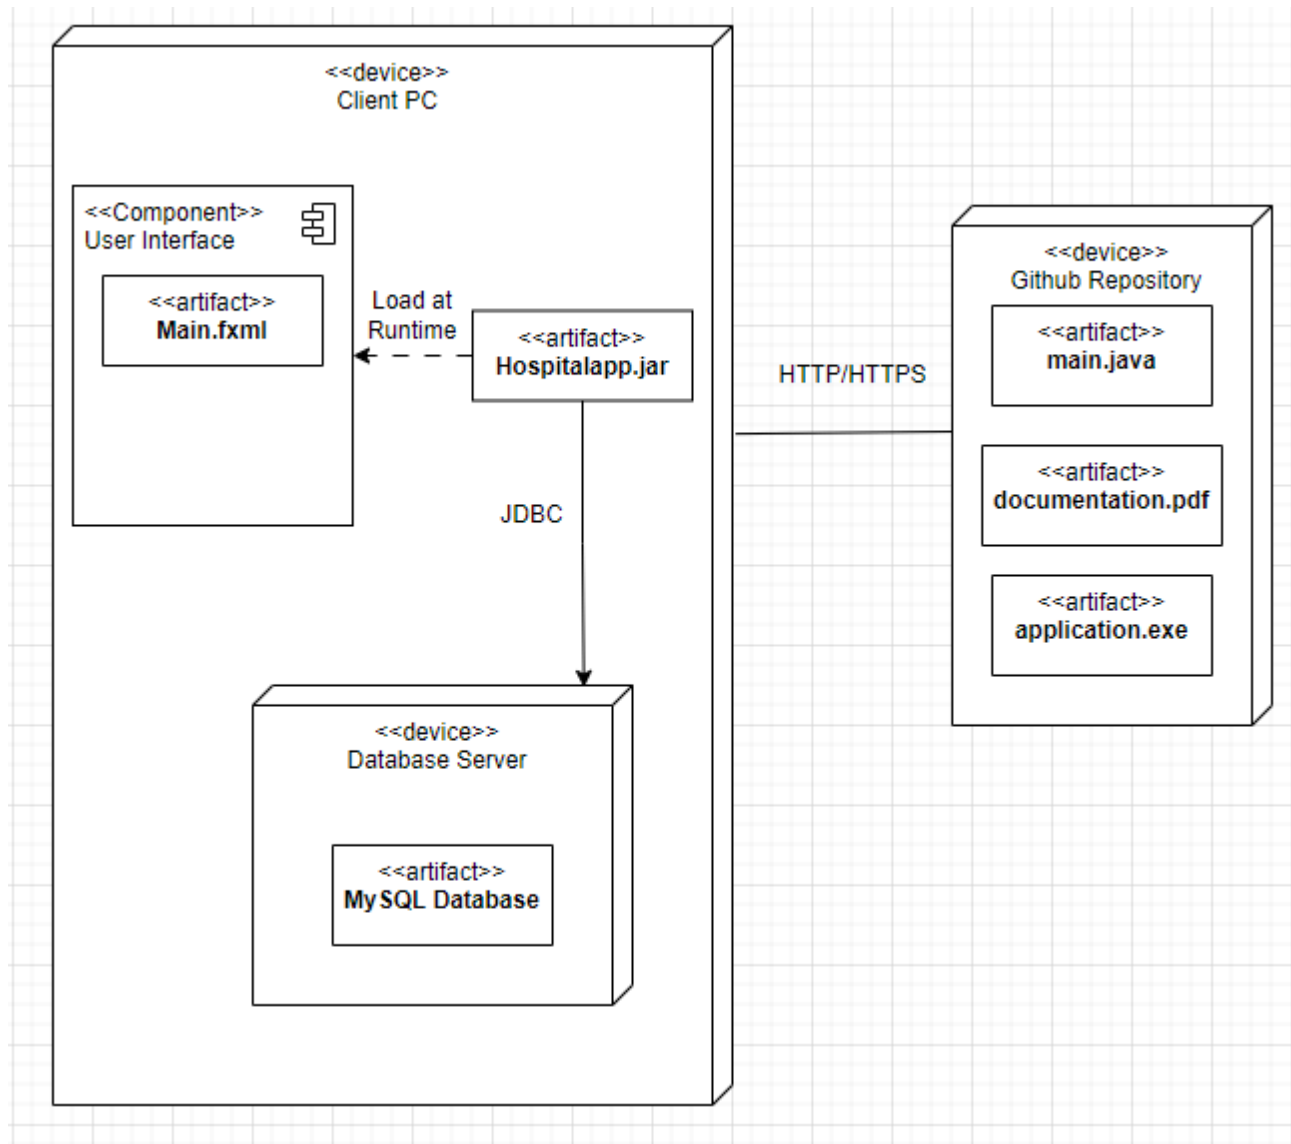 <<device>>
Client PC
<<Component>>
User Interface
<<artifact>>
Main.fxml
Load at
Runtime
<<artifact>>
Hospitalapp.jar
JDBC
<<device>>
Database Server
<<artifact>>
MySQL Database
HTTP/HTTPS
<<device>>
Github Repository
<<artifact>>
main.java
<<artifact>>
documentation.pdf
<<artifact>>
application.exe